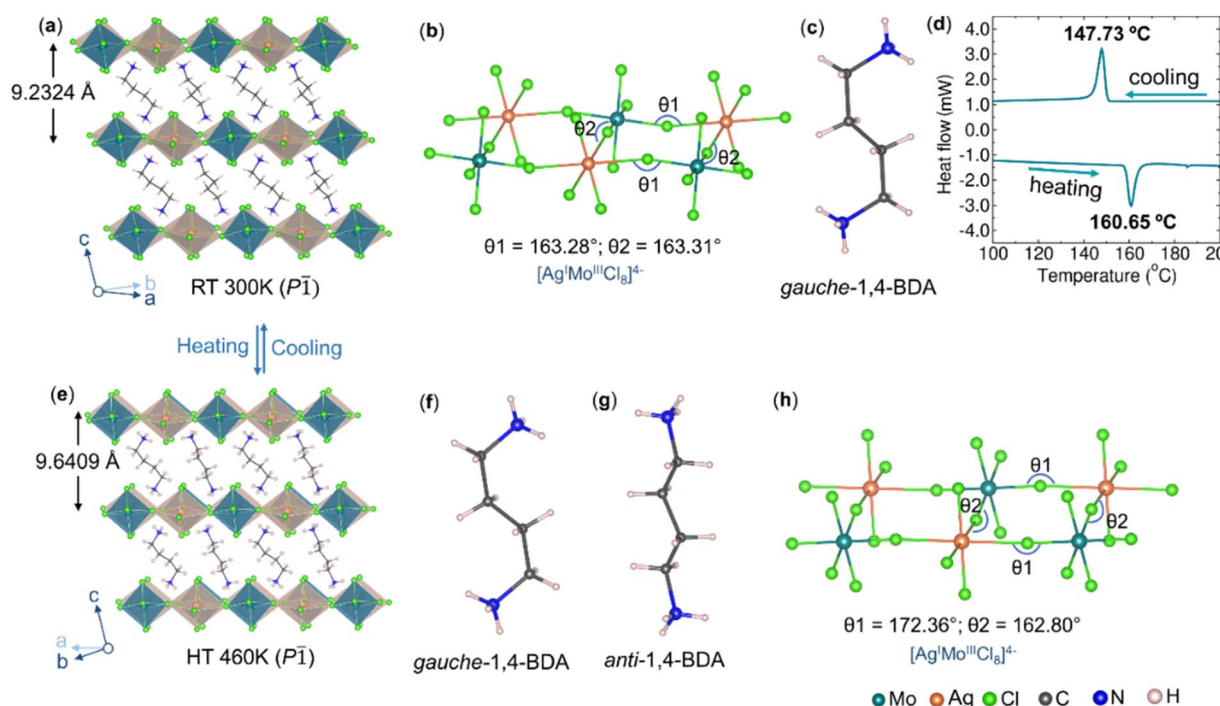 (a)
9.2324 Å
c
b
a
RT 300K (P1̄)
(b)
θ1
θ2
θ2
θ1
θ1 = 163.28°; θ2 = 163.31°
[AgᴵMoᴵᴵᴵCl₈]⁴⁻
(c)
gauche-1,4-BDA
(d)
4.0
3.0
2.0
1.0
-1.0
-2.0
-3.0
-4.0
Heat flow (mW)
147.73 ºC
cooling
heating
160.65 ºC
100 120 140 160 180 200
Temperature (°C)
Heating Cooling
(e)
9.6409 Å
c
a
b
HT 460K (P1̄)
(f)
gauche-1,4-BDA
(g)
anti-1,4-BDA
(h)
θ1
θ2
θ2
θ1
θ1 = 172.36°; θ2 = 162.80°
[AgᴵMoᴵᴵᴵCl₈]⁴⁻
Mo Ag Cl C N H